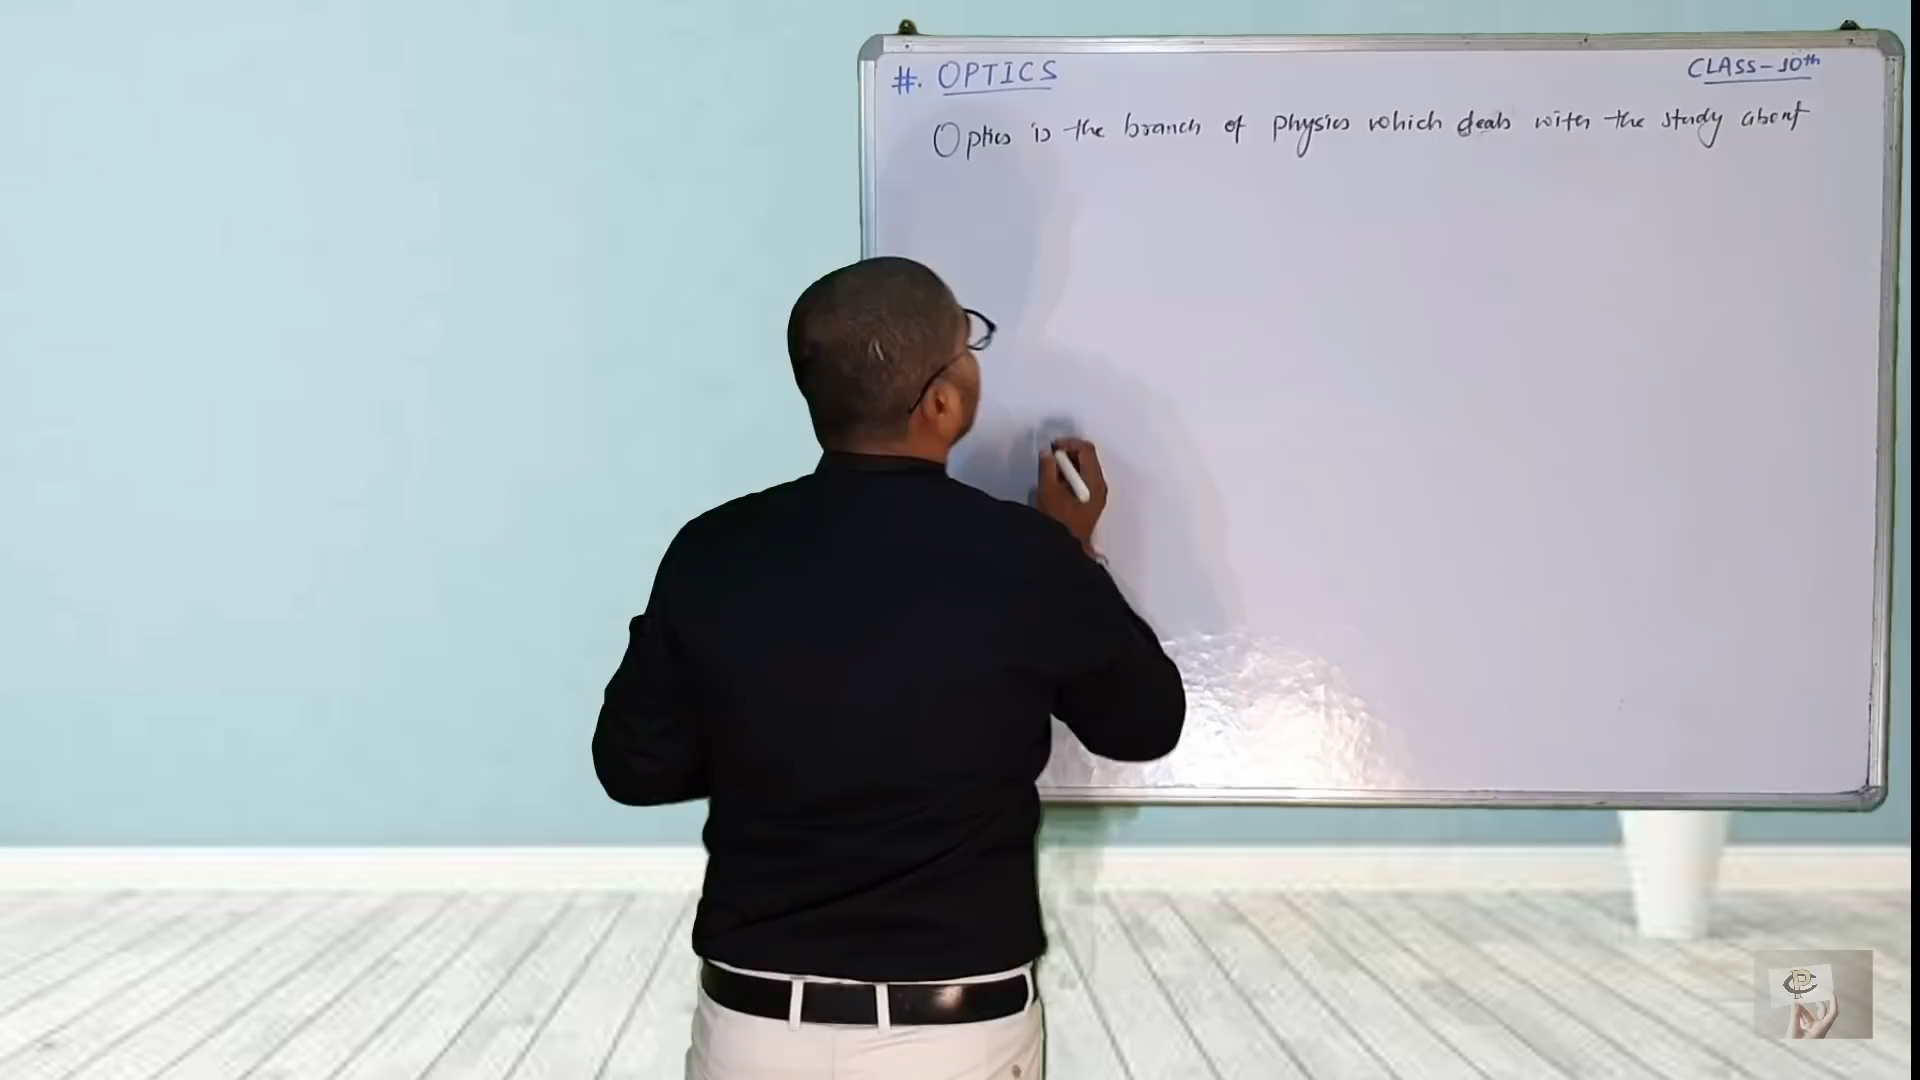 #. OPTICS
CLASS-10th
Optics is the branch of physics which deals with the study about